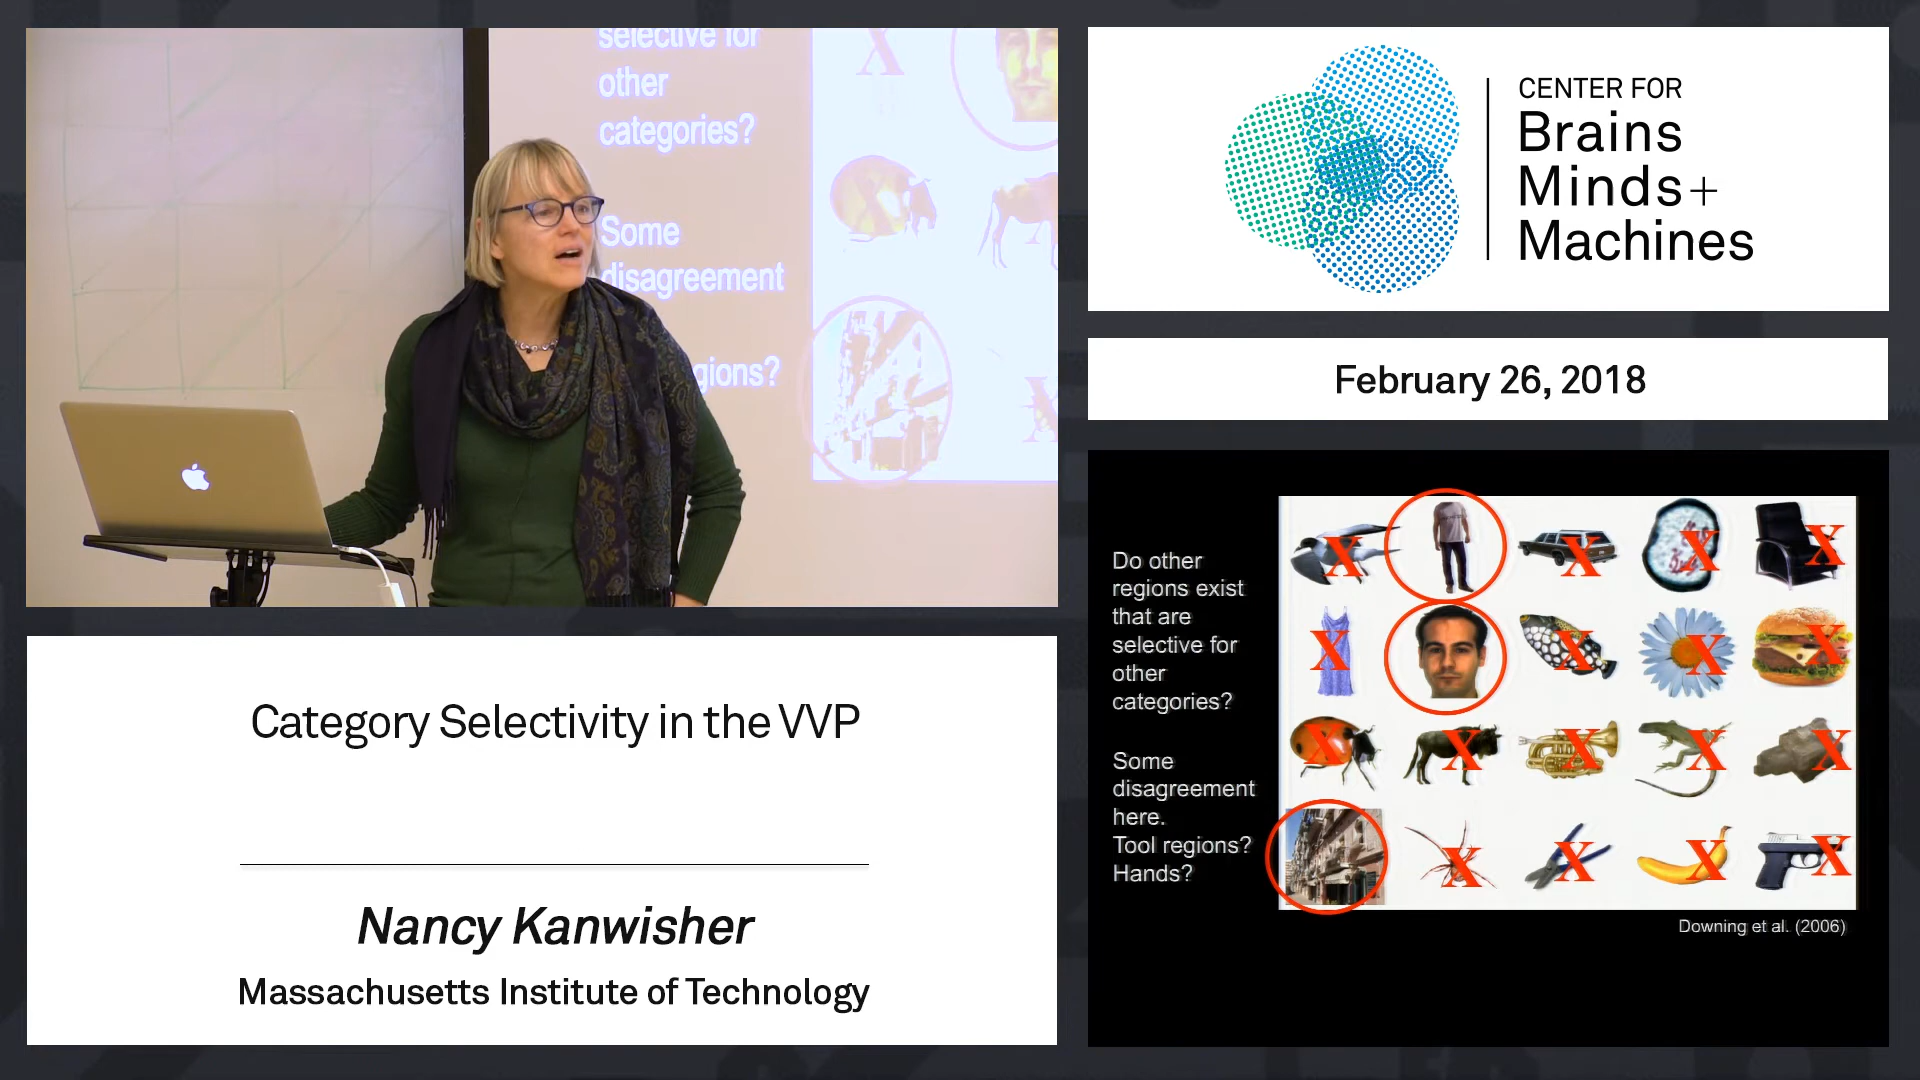 selective for
other
categories?
Some
disagreement
gions?
X
X
CENTER FOR
Brains
Minds+
Machines
February 26, 2018
Category Selectivity in the VVP
Nancy Kanwisher
Massachusetts Institute of Technology
Do other
regions exist
that are
selective for
other
categories?
Some
disagreement
here.
Tool regions?
Hands?
X X X X
X X X X
X X X X X
X X X X
Downing et al. (2006)